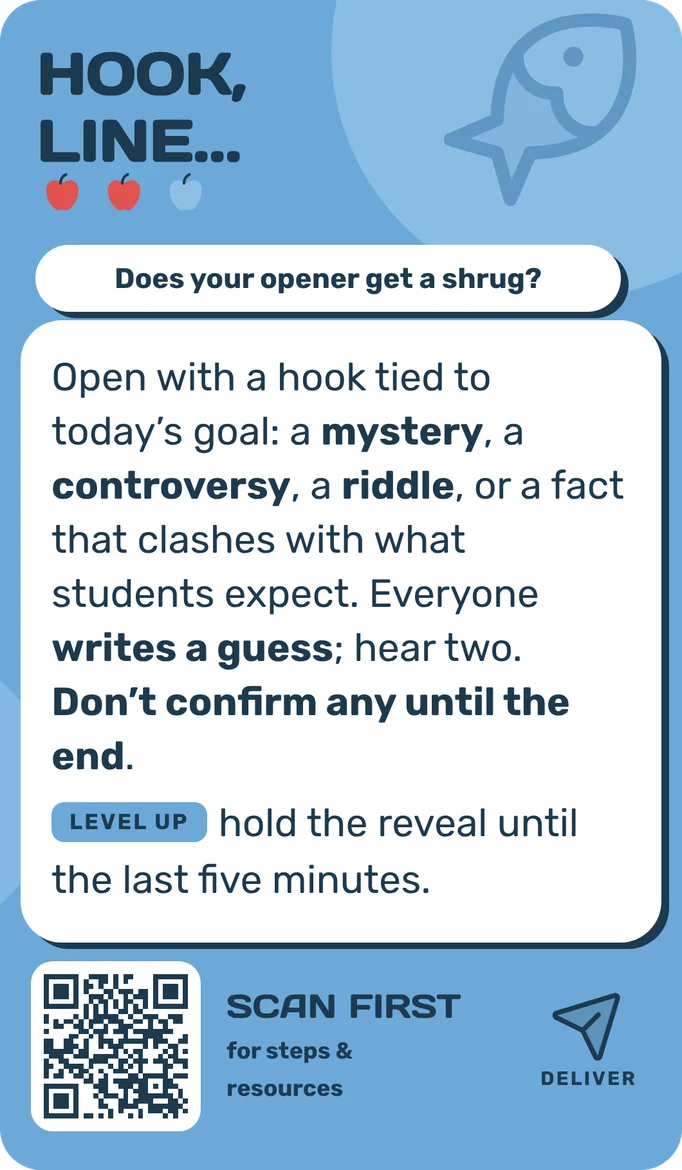 HOOK,
LINE...
Does your opener get a shrug?
Open with a hook tied to
today’s goal: a mystery, a
controversy, a riddle, or a fact
that clashes with what
students expect. Everyone
writes a guess; hear two.
Don’t confirm any until the
end.
LEVEL UP hold the reveal until
the last five minutes.
SCAN FIRST
for steps &
resources
DELIVER